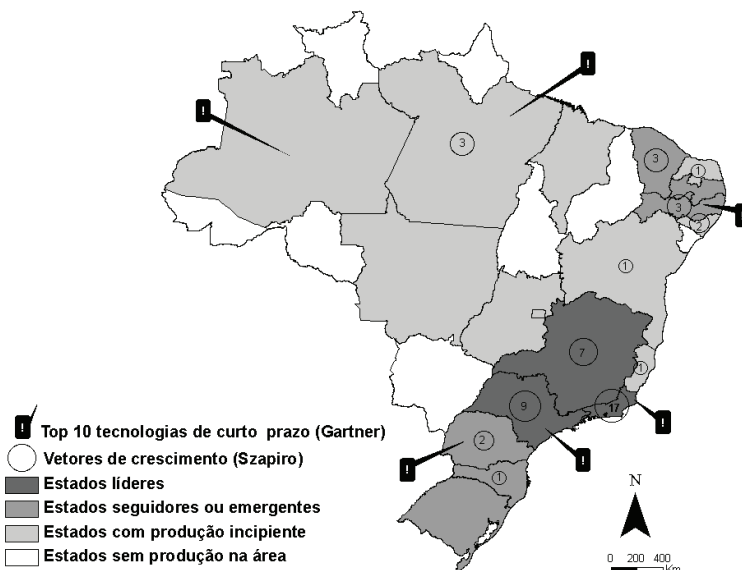 !
!
3
3
1
3
!
2
1
7
1
9
17
!
2
!
!
1
! Top 10 tecnologias de curto prazo (Gartner)
Vetores de crescimento (Szapiro)
Estados líderes
Estados seguidores ou emergentes
Estados com produção incipiente
Estados sem produção na área
N
0 200 400
Km